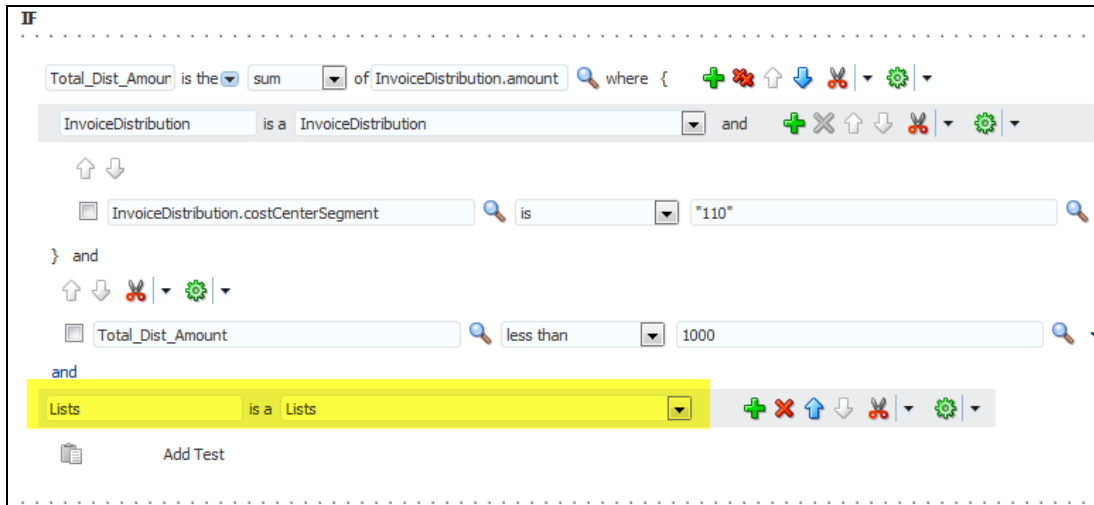 IF
Total_Dist_Amour is the sum of InvoiceDistribution.amount where {
InvoiceDistribution is a InvoiceDistribution and
InvoiceDistribution.costCenterSegment is "110"
} and
Total_Dist_Amount less than 1000
and
Lists is a Lists
Add Test